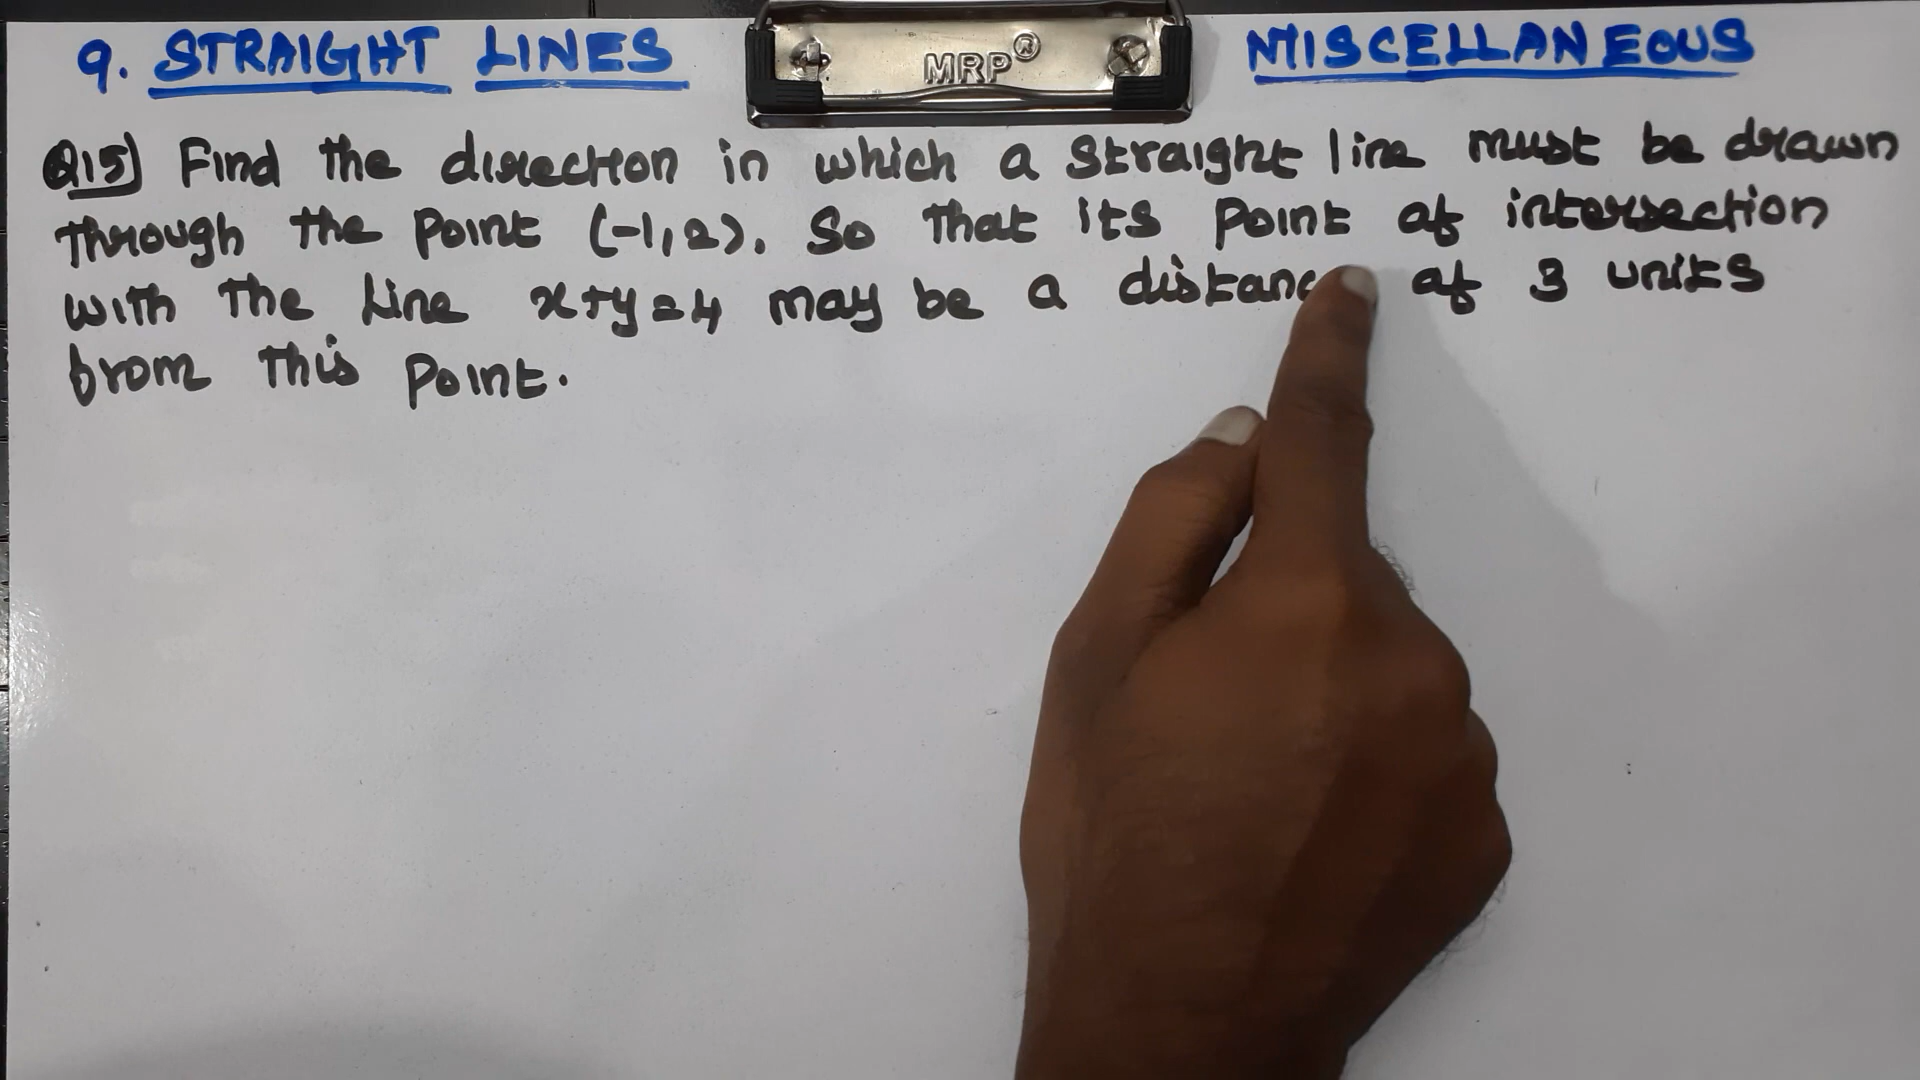 9. STRAIGHT LINES
MRP®
MISCELLANEOUS
Q15) Find the direction in which a straight line must be drawn
through the point (-1,2). So that its point of intersection
with the line x+y=4 may be a distance of 3 units
from this point.